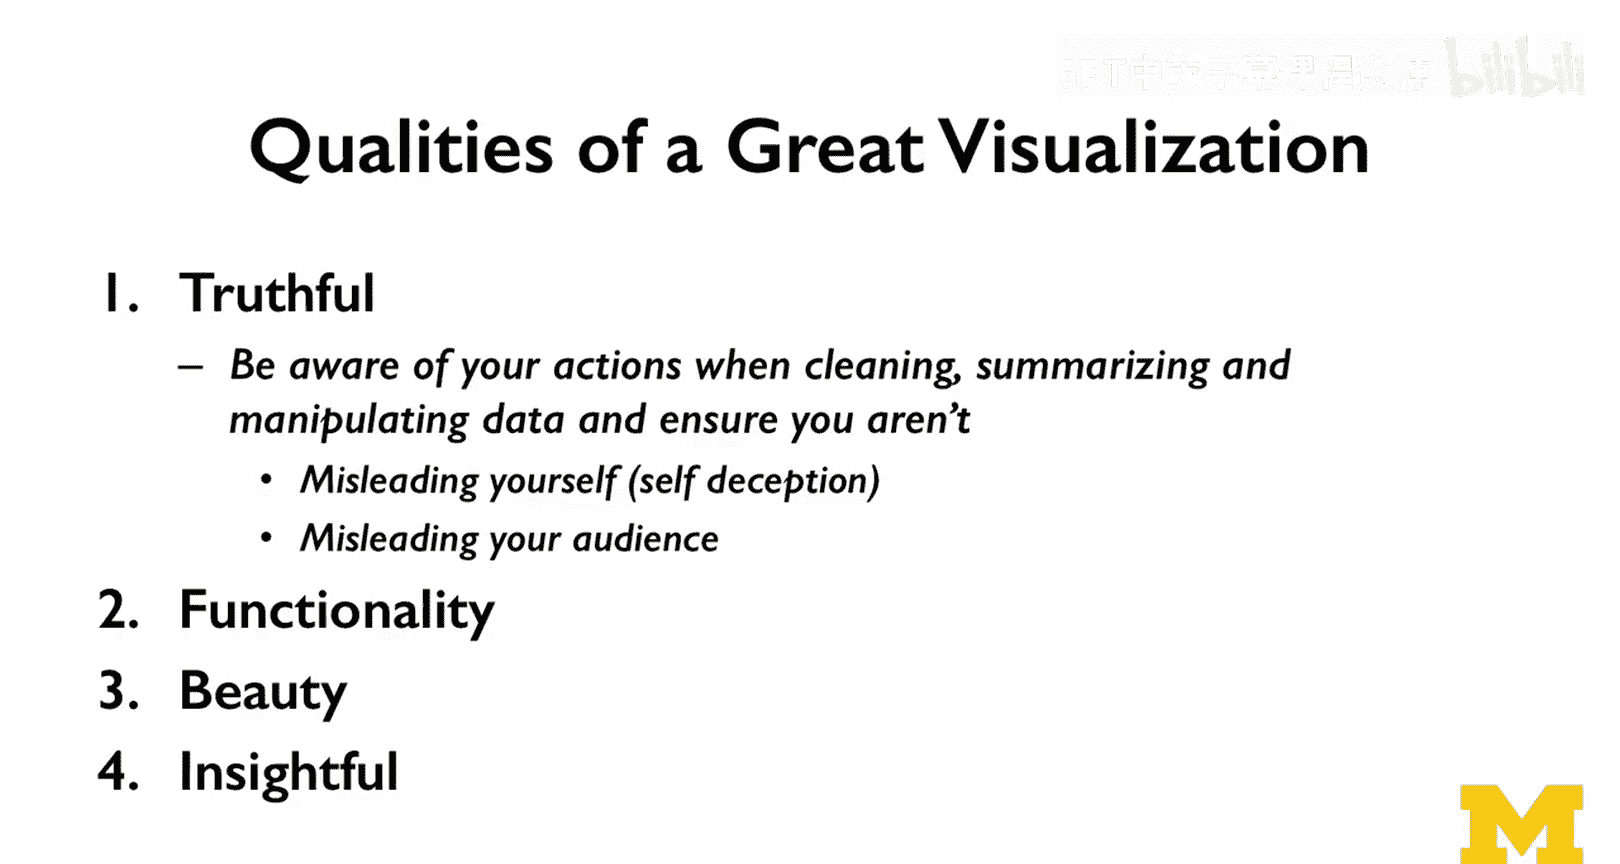 bilibili
Qualities of a Great Visualization
1. Truthful
– Be aware of your actions when cleaning, summarizing and
manipulating data and ensure you aren’t
• Misleading yourself (self deception)
• Misleading your audience
2. Functionality
3. Beauty
4. Insightful
M